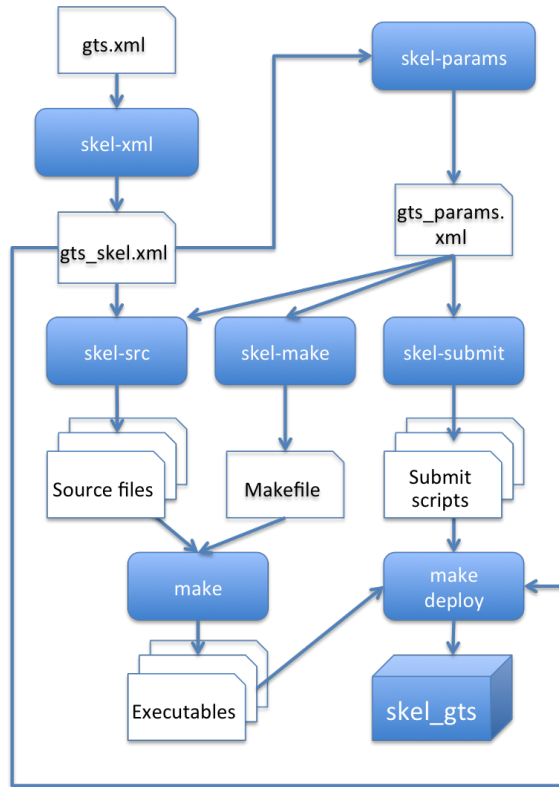 gts.xml
skel-params
skel-xml
gts_skel.xml
gts_params.
xml
skel-src
skel-make
skel-submit
Source files
Makefile
Submit
scripts
make
make
deploy
Executables
skel_gts